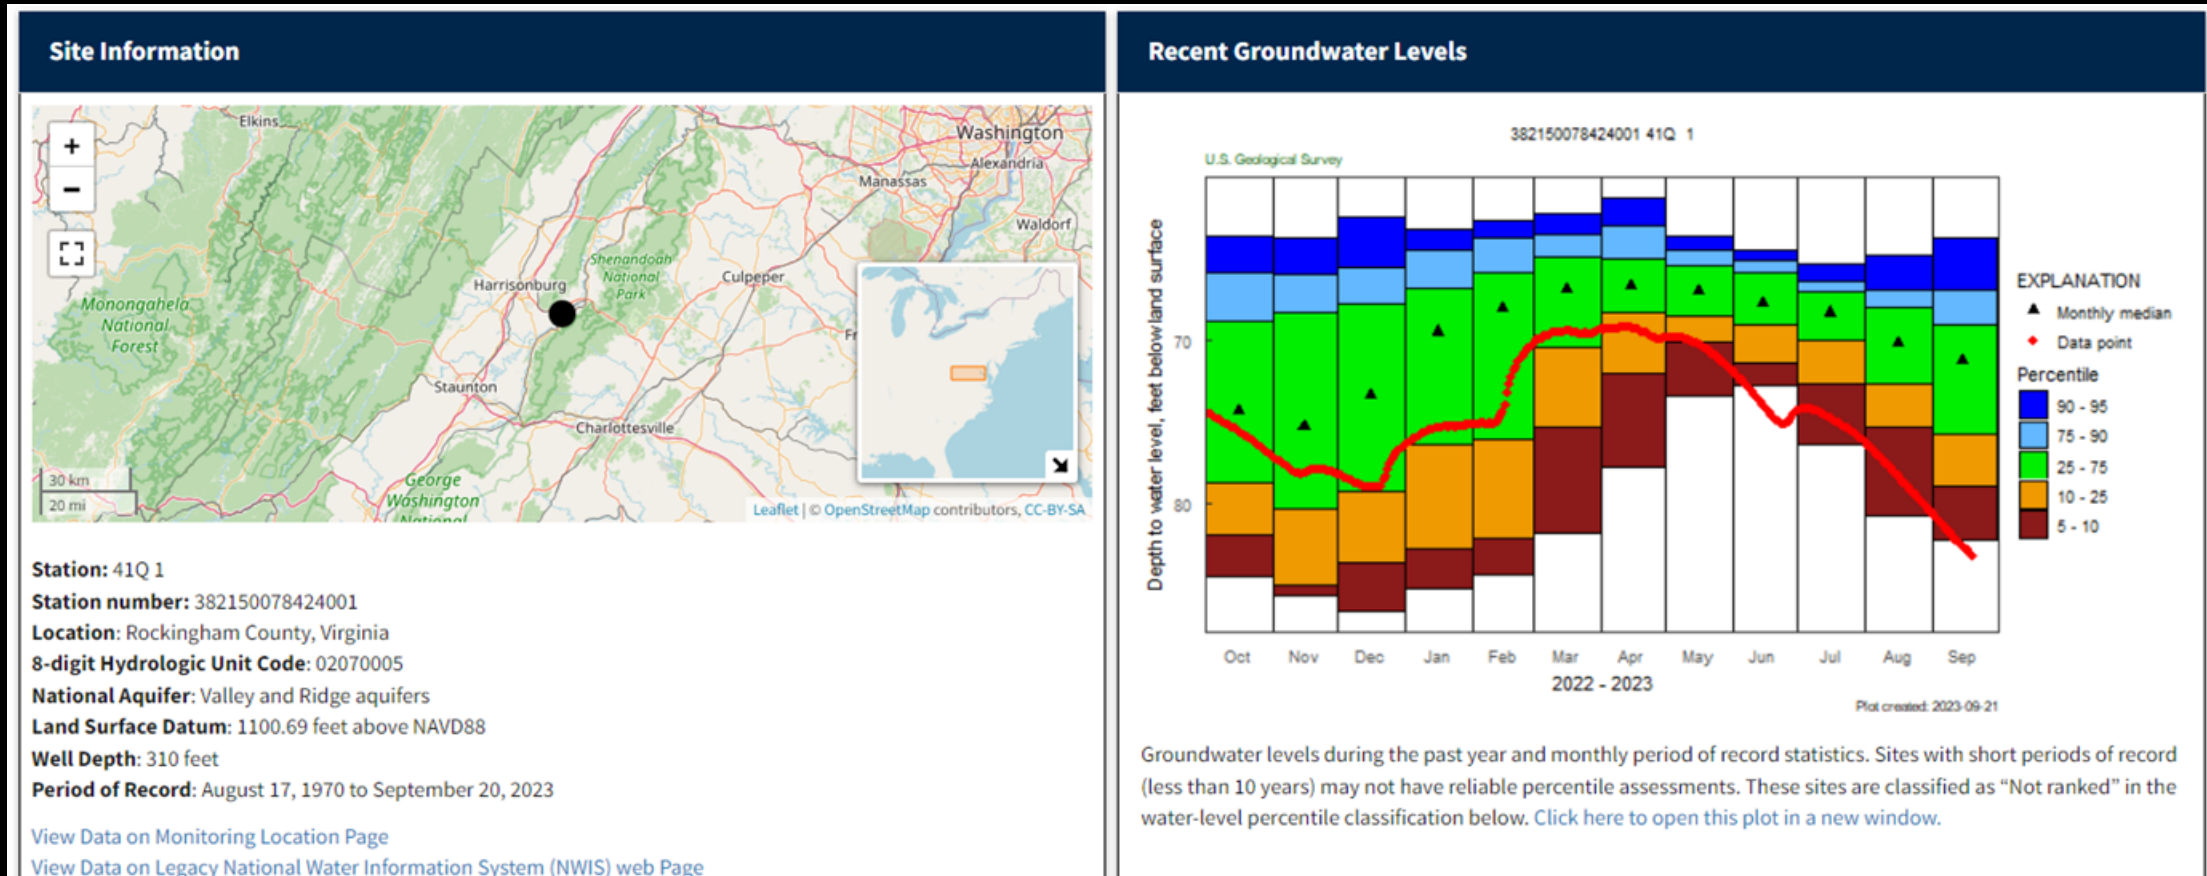 Site Information
Elkins
Washington
Alexandria
Manassas
Waldorf
Shenandoah
National
Park
Culpeper
Harrisonburg
Monongahela
National
Forest
Fr
Staunton
Charlottesville
George
Washington
National
+
−
30 km
20 mi
Leaflet | © OpenStreetMap contributors, CC-BY-SA
Station: 41Q 1
Station number: 382150078424001
Location: Rockingham County, Virginia
8-digit Hydrologic Unit Code: 02070005
National Aquifer: Valley and Ridge aquifers
Land Surface Datum: 1100.69 feet above NAVD88
Well Depth: 310 feet
Period of Record: August 17, 1970 to September 20, 2023
View Data on Monitoring Location Page
View Data on Legacy National Water Information System (NWIS) web Page
Recent Groundwater Levels
382150078424001 41Q 1
U.S. Geological Survey
Depth to water level, feet below land surface
70
80
Oct Nov Dec Jan Feb Mar Apr May Jun Jul Aug Sep
2022 - 2023
Plot created: 2023-09-21
EXPLANATION
Monthly median
Data point
Percentile
90 - 95
75 - 90
25 - 75
10 - 25
5 - 10
Groundwater levels during the past year and monthly period of record statistics. Sites with short periods of record
(less than 10 years) may not have reliable percentile assessments. These sites are classified as “Not ranked” in the
water-level percentile classification below. Click here to open this plot in a new window.